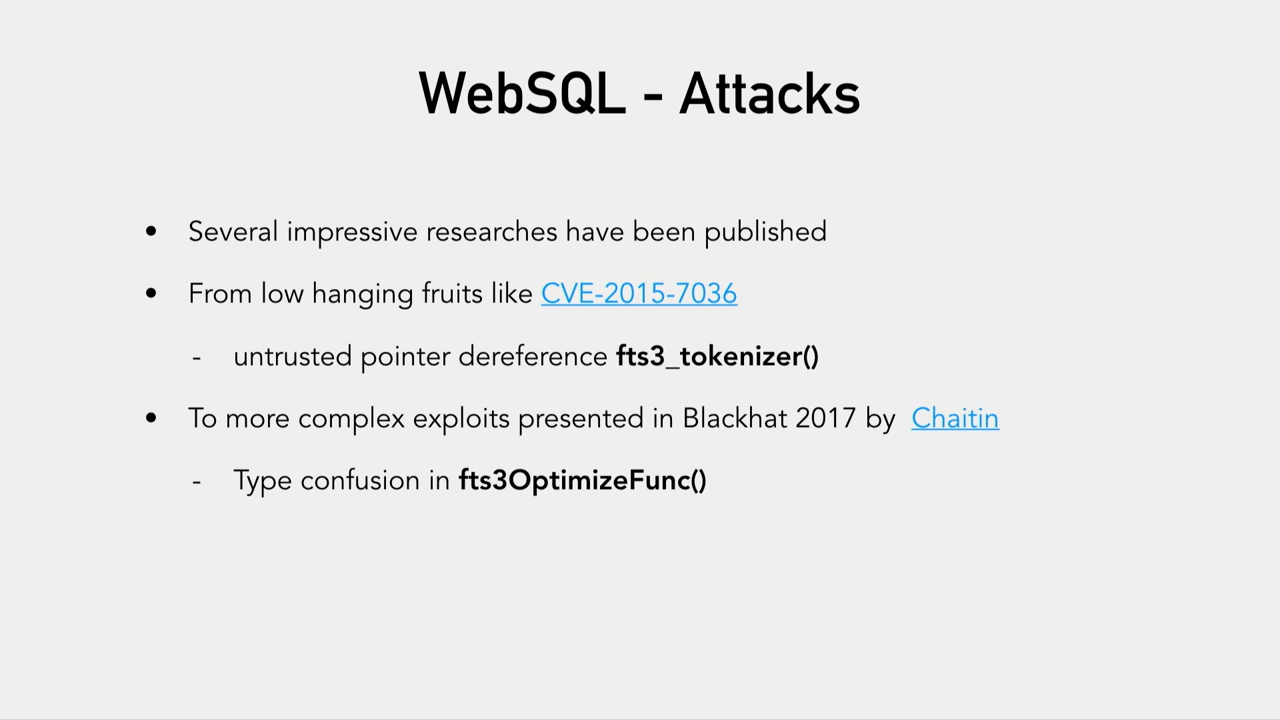 WebSQL - Attacks
• Several impressive researches have been published
• From low hanging fruits like CVE-2015-7036
- untrusted pointer dereference fts3_tokenizer()
• To more complex exploits presented in Blackhat 2017 by Chaitin
- Type confusion in fts3OptimizeFunc()